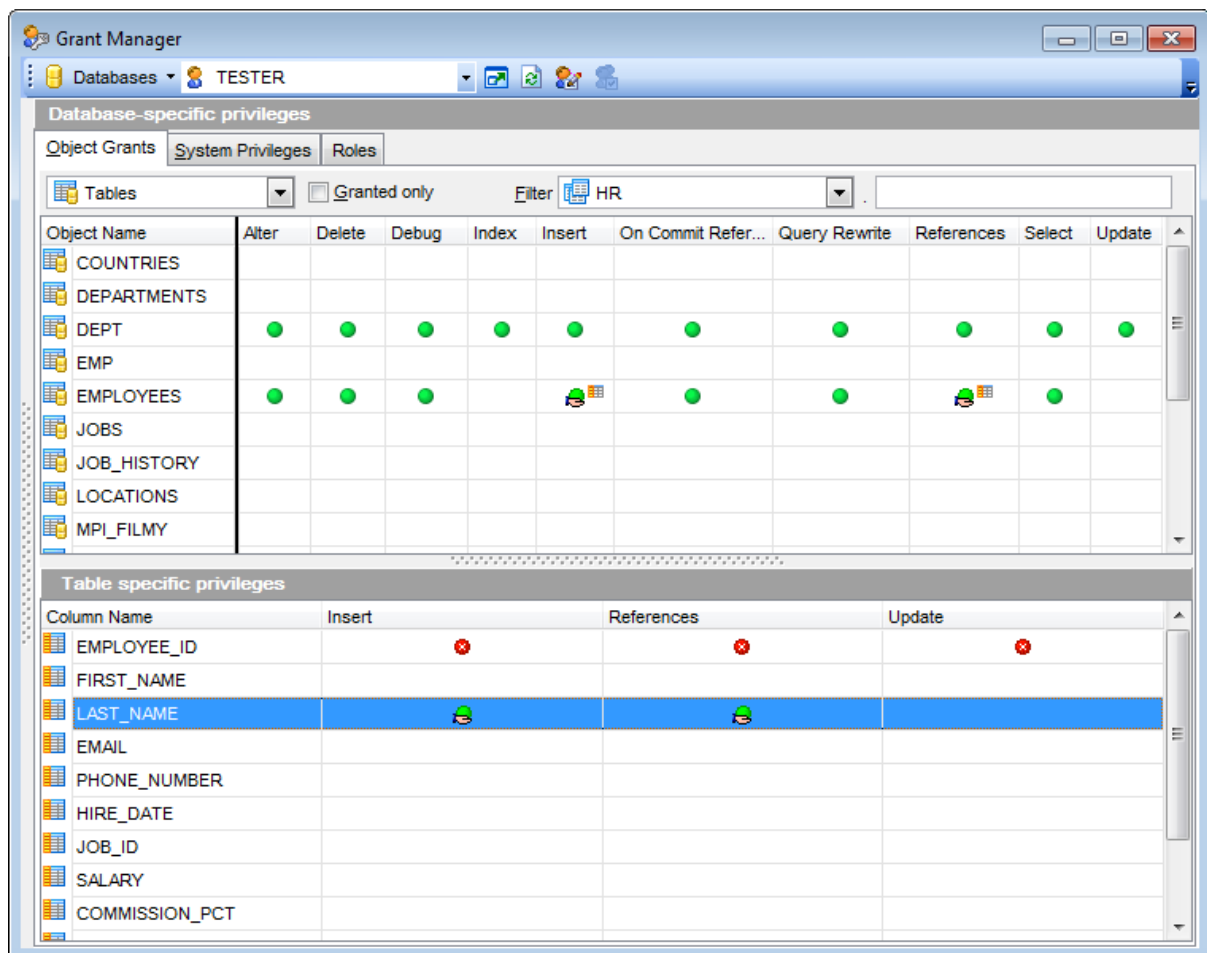 Grant Manager
Databases TESTER
Database-specific privileges
Object Grants System Privileges Roles
Tables Granted only Filter HR .
Object Name Alter Delete Debug Index Insert On Commit Refer... Query Rewrite References Select Update
COUNTRIES
DEPARTMENTS
DEPT
EMP
EMPLOYEES
JOBS
JOB_HISTORY
LOCATIONS
MPI_FILMY
Table specific privileges
Column Name Insert References Update
EMPLOYEE_ID
FIRST_NAME
LAST_NAME
EMAIL
PHONE_NUMBER
HIRE_DATE
JOB_ID
SALARY
COMMISSION_PCT